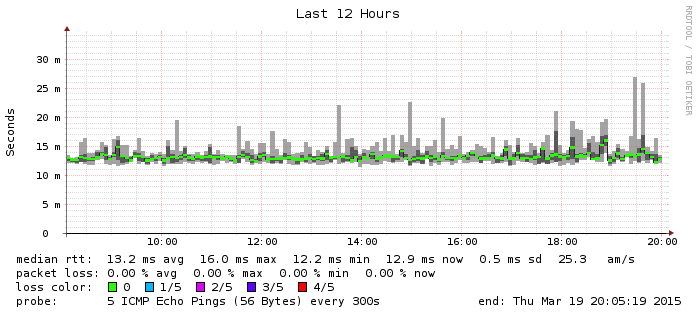 Last 12 Hours
RRDTOOL / TOBI OETIKER
Seconds
30 m
25 m
20 m
15 m
10 m
5 m
0
10:00 12:00 14:00 16:00 18:00 20:00
median rtt: 13.2 ms avg 16.0 ms max 12.2 ms min 12.9 ms now 0.5 ms sd 25.3 am/s
packet loss: 0.00 % avg 0.00 % max 0.00 % min 0.00 % now
loss color: 0 1/5 2/5 3/5 4/5
probe: 5 ICMP Echo Pings (56 Bytes) every 300s end: Thu Mar 19 20:05:19 2015